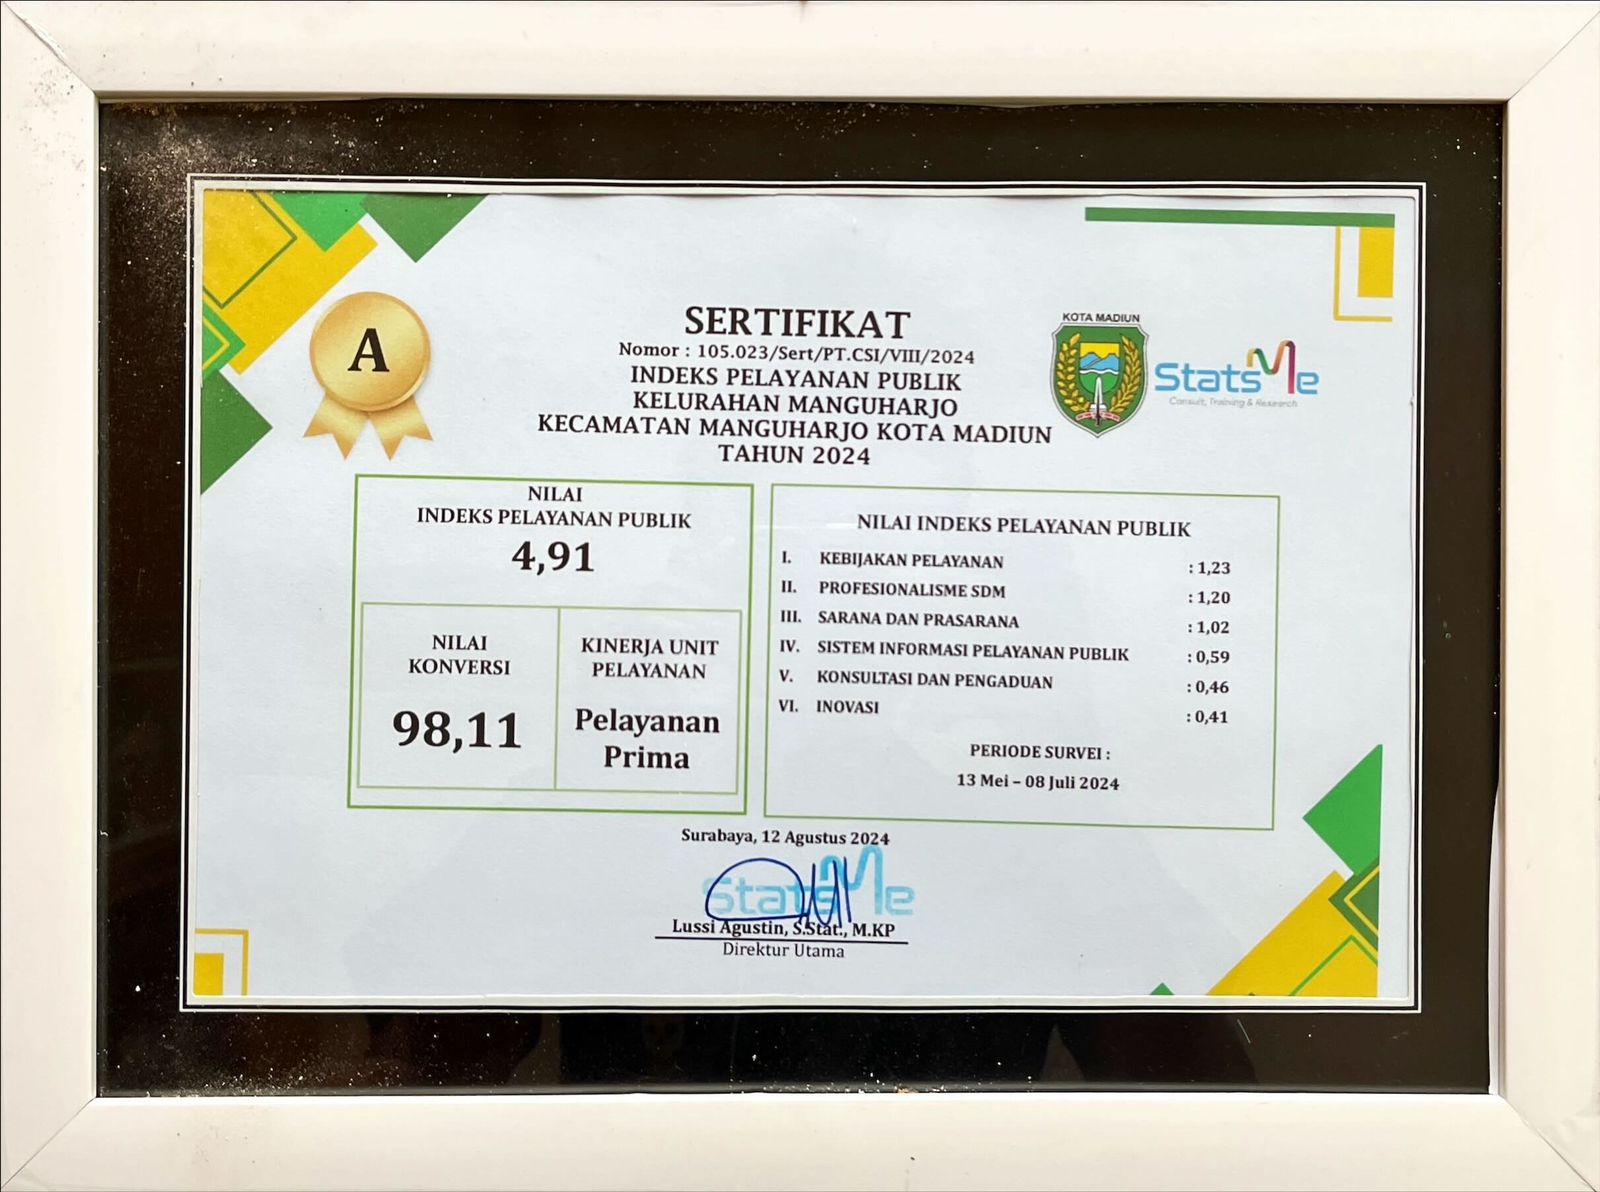 A
SERTIFIKAT
Nomor : 105.023/Sert/PT.CSI/VIII/2024
INDEKS PELAYANAN PUBLIK
KELURAHAN MANGUHARJO
KECAMATAN MANGUHARJO KOTA MADIUN
TAHUN 2024
KOTA MADIUN
StatsMe
Consult, Training & Research
NILAI
INDEKS PELAYANAN PUBLIK
4,91
NILAI
KONVERSI
98,11
KINERJA UNIT
PELAYANAN
Pelayanan
Prima
NILAI INDEKS PELAYANAN PUBLIK
I. KEBIJAKAN PELAYANAN : 1,23
II. PROFESIONALISME SDM : 1,20
III. SARANA DAN PRASARANA : 1,02
IV. SISTEM INFORMASI PELAYANAN PUBLIK : 0,59
V. KONSULTASI DAN PENGADUAN : 0,46
VI. INOVASI : 0,41
PERIODE SURVEI :
13 Mei – 08 Juli 2024
Surabaya, 12 Agustus 2024
StatsMe
Lussi Agustin, S.Stat., M.KP
Direktur Utama